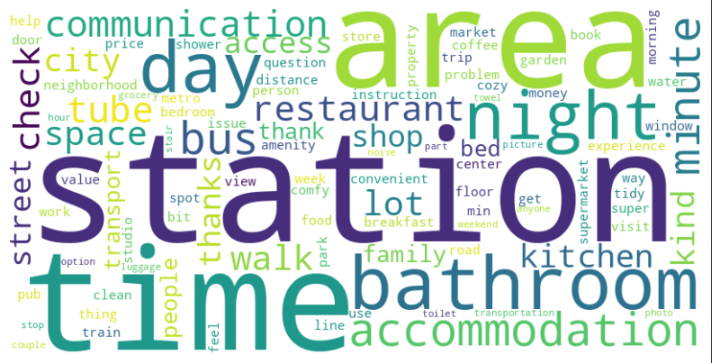 help
communication
area
market
book
morning
door
price
shower
access
store
property
coffee
garden
check
city
day
question
trip
problem
minute
neighborhood
distance
cozy
water
tube
grocery
metro
person
instruction
towel
money
bedroom
restaurant
night
window
hour
space
bus
issue
thank
shop
part
picture
experience
stair
amenity
noise
bed
center
street
station
value
transport
thanks
spot
view
week
comfy
convenient
lot
floor
get
supermarket
way
tidy
kind
work
studio
bit
food
breakfast
min
weekend
anyone
super
visit
time
option
luggage
people
walk
park
family
road
kitchen
bathroom
pub
clean
thing
feel
line
use
toilet
transportation
photo
stop
train
accommodation
couple